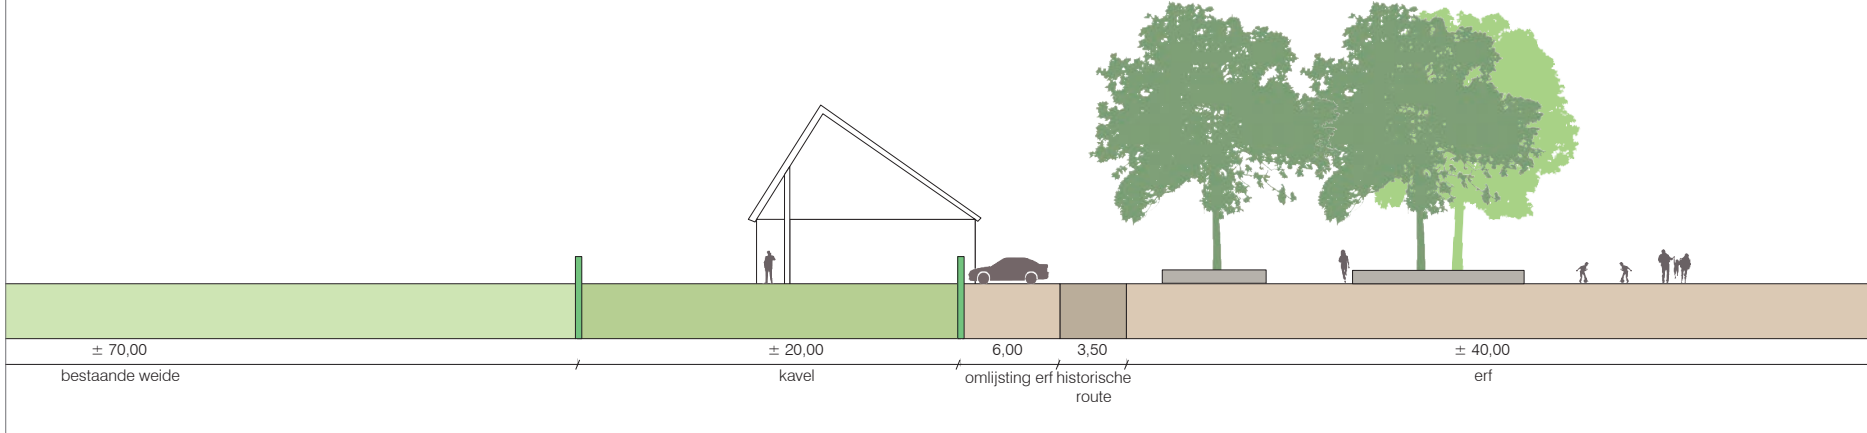 ± 70,00
± 20,00
6,00
3,50
± 40,00
bestaande weide
kavel
omlijsting erf
historische
route
erf